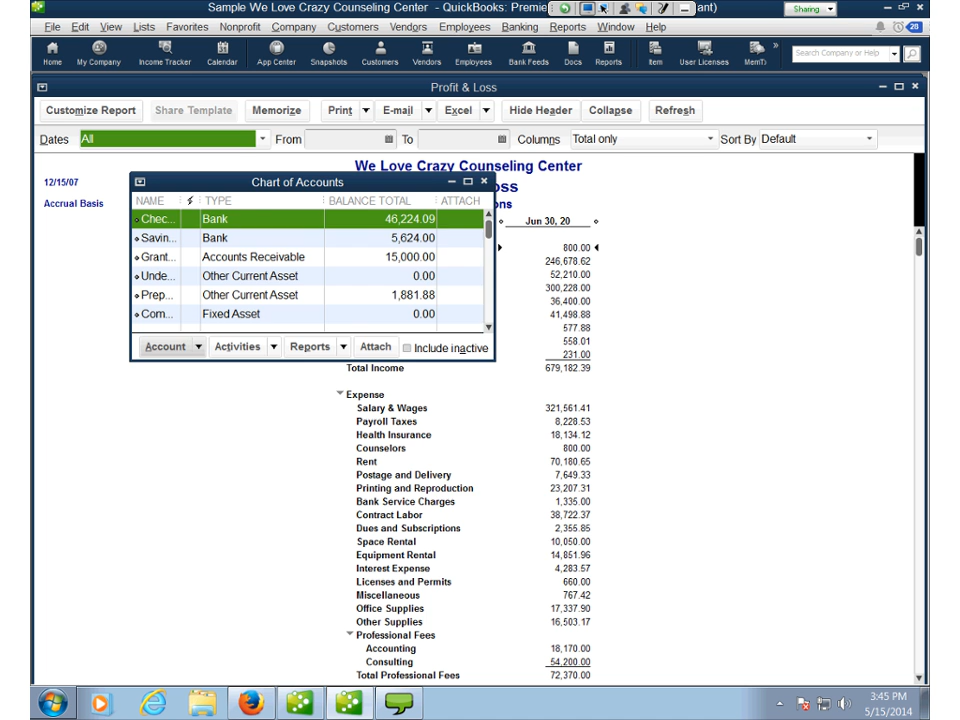 Sample We Love Crazy Counseling Center - QuickBooks: Premie ant)
Sharing
File Edit View Lists Favorites Nonprofit Company Customers Vendors Employees Banking Reports Window Help
28
Home My Company Income Tracker Calendar App Center Snapshots Customers Vendors Employees Bank Feeds Docs Reports Item User Licenses MemTi » Search Company or Help
Profit & Loss
Customize Report Share Template Memorize Print E-mail Excel Hide Header Collapse Refresh
Dates All From To Columns Total only Sort By Default
We Love Crazy Counseling Center
12/15/07
oss
Accrual Basis
ons
Chart of Accounts
NAME TYPE BALANCE TOTAL ATTACH
Chec... Bank 46,224.09
Savin... Bank 5,624.00
Grant... Accounts Receivable 15,000.00
Unde... Other Current Asset 0.00
Prep... Other Current Asset 1,881.88
Com... Fixed Asset 0.00
Account Activities Reports Attach Include inactive
Jun 30, 20
800.00
246,678.62
52,210.00
300,228.00
36,400.00
41,498.88
577.88
558.01
231.00
Total Income 679,182.39
Expense
Salary & Wages 321,561.41
Payroll Taxes 8,228.53
Health Insurance 18,134.12
Counselors 800.00
Rent 70,180.65
Postage and Delivery 7,649.33
Printing and Reproduction 23,207.31
Bank Service Charges 1,335.00
Contract Labor 38,722.37
Dues and Subscriptions 2,355.85
Space Rental 10,050.00
Equipment Rental 14,851.96
Interest Expense 4,283.57
Licenses and Permits 660.00
Miscellaneous 767.42
Office Supplies 17,337.90
Other Supplies 16,503.17
Professional Fees
Accounting 18,170.00
Consulting 54,200.00
Total Professional Fees 72,370.00
3:45 PM
5/15/2014